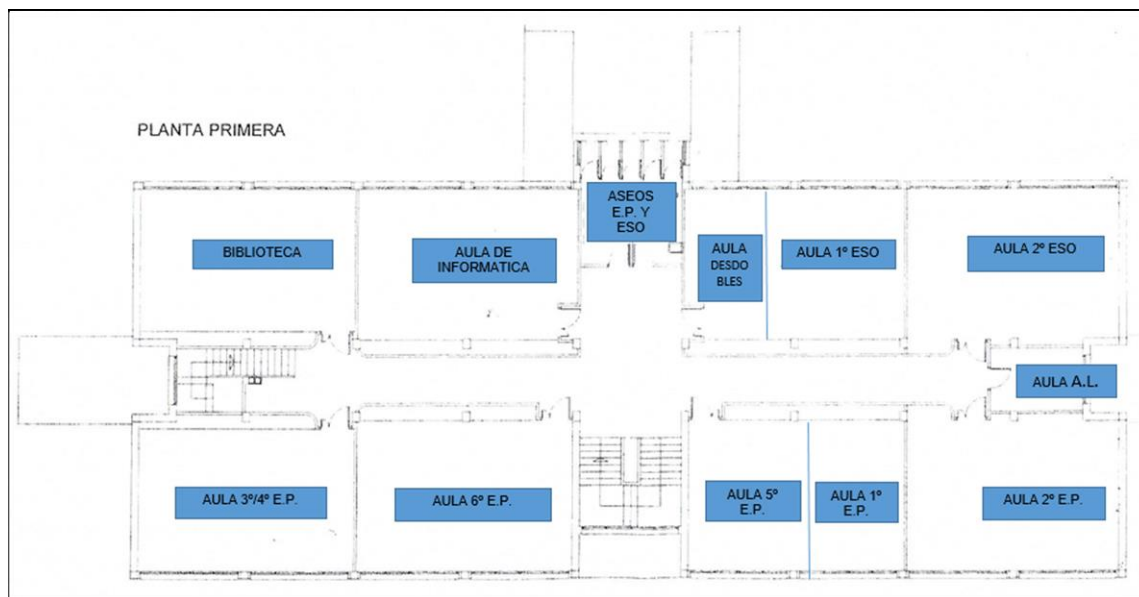 PLANTA PRIMERA
ASEOS
E.P. Y
ESO
BIBLIOTECA
AULA DE
INFORMATICA
AULA
DESDO
BLES
AULA 1º ESO
AULA 2º ESO
AULA A.L.
AULA 3º/4º E.P.
AULA 6º E.P.
AULA 5º
E.P.
AULA 1º
E.P.
AULA 2º E.P.